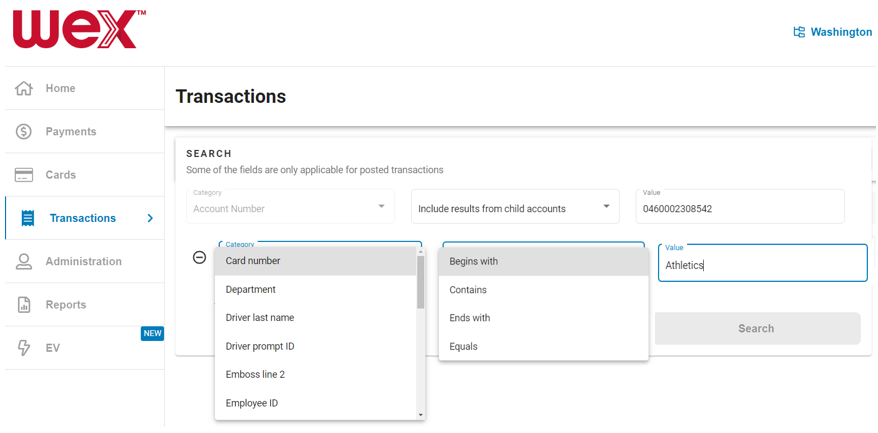 wex™
Washington
Home
Payments
Cards
Transactions
Administration
Reports
NEW
EV
Transactions
SEARCH
Some of the fields are only applicable for posted transactions
Category
Account Number
Include results from child accounts
Value
0460002308542
Category
Card number
Department
Driver last name
Driver prompt ID
Emboss line 2
Employee ID
Begins with
Contains
Ends with
Equals
Value
Athletics
Search